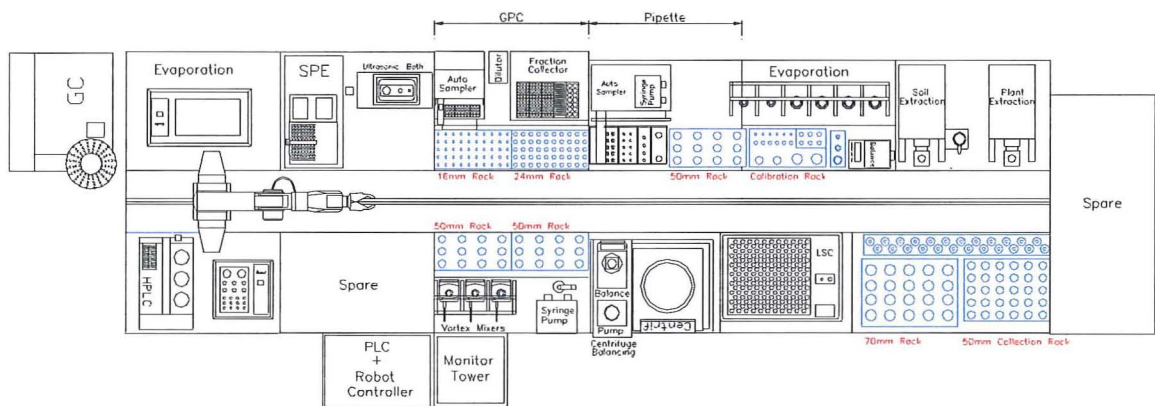 GPC
Pipette
GC
Evaporation
SPE
Ultrasonic Bath
Auto
Sampler
Dilutor
Fraction
Collector
Auto
Sampler
Syringe
Pump
Evaporation
Balance
Soil
Extraction
Plant
Extraction
16mm Rack
24mm Rack
50mm Rack
Calibration Rack
Spare
50mm Rack
50mm Rack
HPLC
Spare
Vortex Mixers
Syringe
Pump
Balance
Pump
Centrifuge
Balancing
Centrif
LSC
70mm Rack
50mm Collection Rack
PLC
+
Robot
Controller
Monitor
Tower